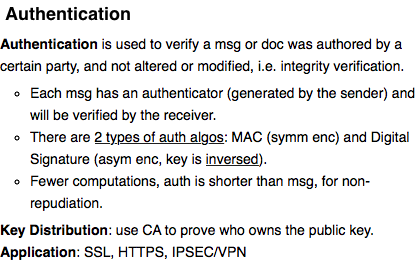 Authentication
Authentication is used to verify a msg or doc was authored by a
certain party, and not altered or modified, i.e. integrity verification.
◦ Each msg has an authenticator (generated by the sender) and
will be verified by the receiver.
◦ There are 2 types of auth algos: MAC (symm enc) and Digital
Signature (asym enc, key is inversed).
◦ Fewer computations, auth is shorter than msg, for non-
repudiation.
Key Distribution: use CA to prove who owns the public key.
Application: SSL, HTTPS, IPSEC/VPN